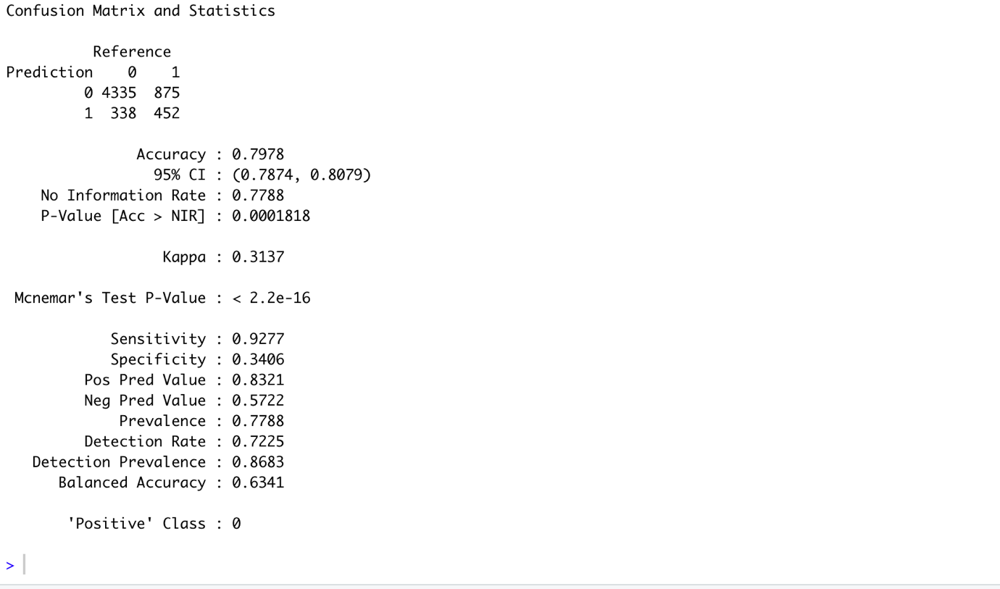 Confusion Matrix and Statistics
Reference
Prediction 0 1
0 4335 875
1 338 452
Accuracy : 0.7978
95% CI : (0.7874, 0.8079)
No Information Rate : 0.7788
P-Value [Acc > NIR] : 0.0001818
Kappa : 0.3137
Mcnemar's Test P-Value : < 2.2e-16
Sensitivity : 0.9277
Specificity : 0.3406
Pos Pred Value : 0.8321
Neg Pred Value : 0.5722
Prevalence : 0.7788
Detection Rate : 0.7225
Detection Prevalence : 0.8683
Balanced Accuracy : 0.6341
'Positive' Class : 0
>